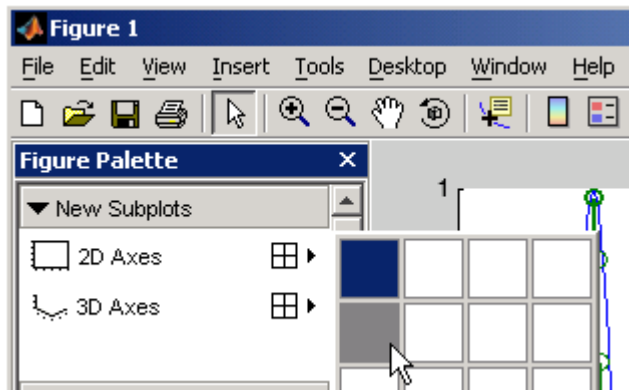 Figure 1
File Edit View Insert Tools Desktop Window Help
Figure Palette
New Subplots
1
2D Axes
3D Axes